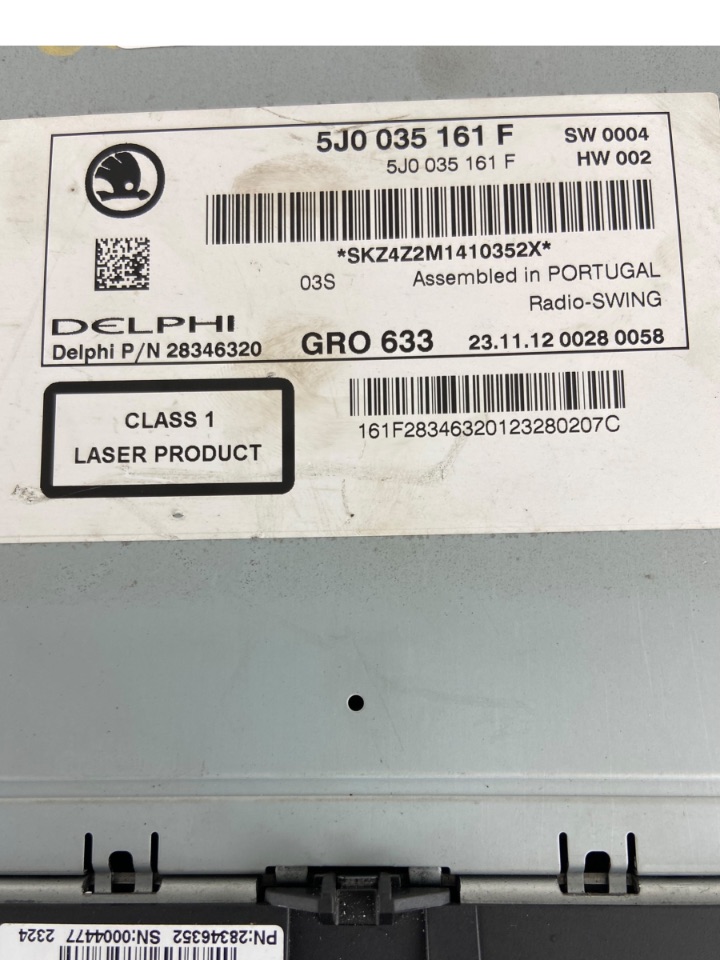 5J0 035 161 F SW 0004
5J0 035 161 F HW 002
*SKZ4Z2M1410352X*
03S Assembled in PORTUGAL
Radio-SWING
DELPHI
Delphi P/N 28346320 GRO 633 23.11.12 0028 0058
CLASS 1
LASER PRODUCT
161F28346320123280207C
PN:28346352 SN:0004477 2324